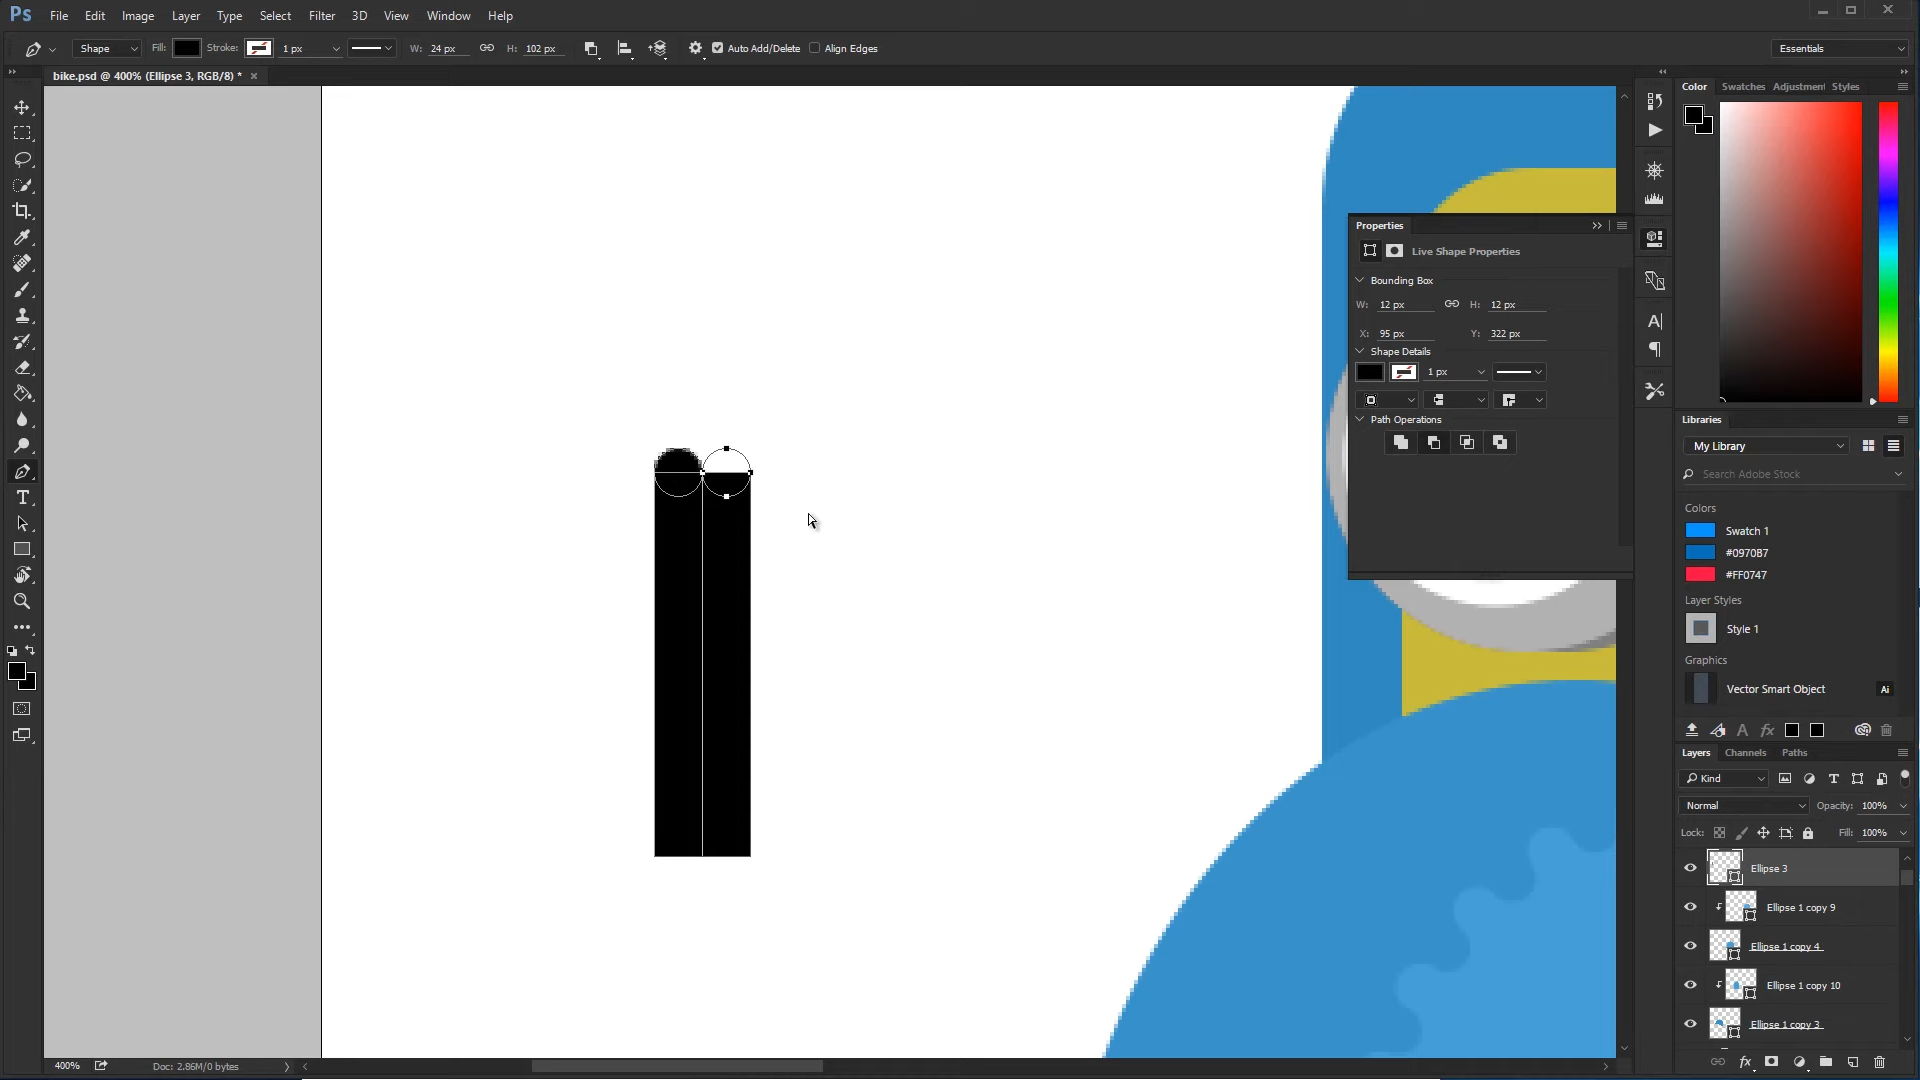 Ps File Edit Image Layer Type Select Filter 3D View Window Help
Shape Fill: Stroke: 1 px W: 24 px H: 102 px Auto Add/Delete Align Edges Essentials
bike.psd @ 400% (Ellipse 3, RGB/8) *
Color Swatches Adjustment Styles
Properties
Live Shape Properties
Bounding Box
W: 12 px H: 12 px
X: 95 px Y: 322 px
Shape Details
1 px
Path Operations
Libraries
My Library
Search Adobe Stock
Colors
Swatch 1
#0970B7
#FF0747
Layer Styles
Style 1
Graphics
Vector Smart Object Ai
Layers Channels Paths
Kind
Normal Opacity: 100%
Lock: Fill: 100%
Ellipse 3
Ellipse 1 copy 9
Ellipse 1 copy 4
Ellipse 1 copy 10
Ellipse 1 copy 3
400% Doc: 2.86M/0 bytes